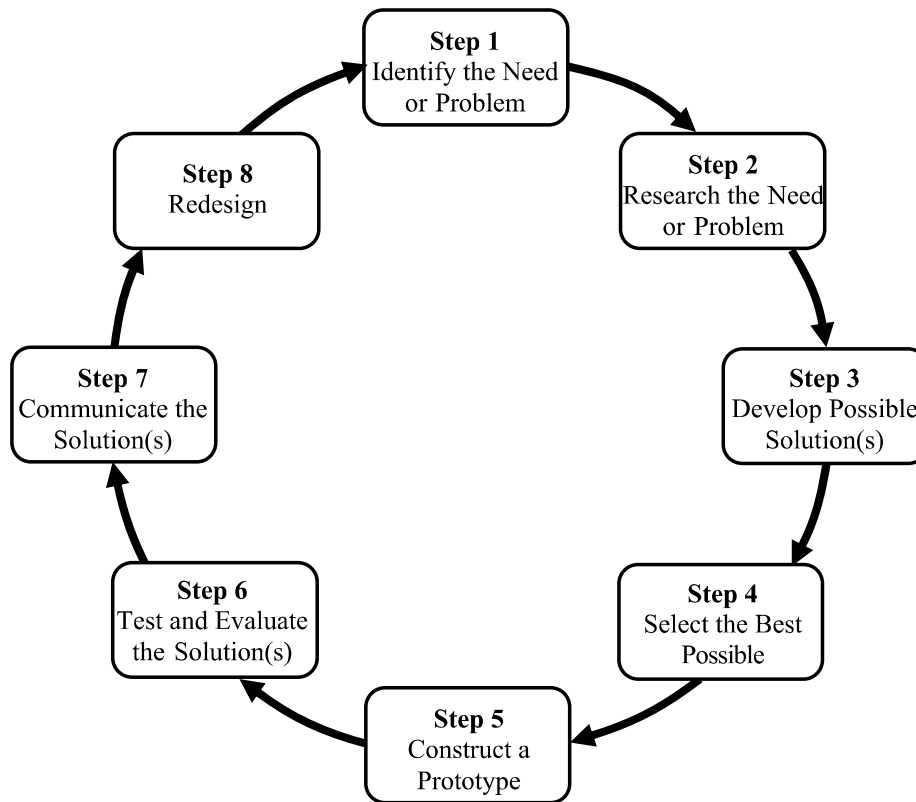 Step 1
Identify the Need
or Problem
Step 2
Research the Need
or Problem
Step 3
Develop Possible
Solution(s)
Step 4
Select the Best
Possible
Step 5
Construct a
Prototype
Step 6
Test and Evaluate
the Solution(s)
Step 7
Communicate the
Solution(s)
Step 8
Redesign